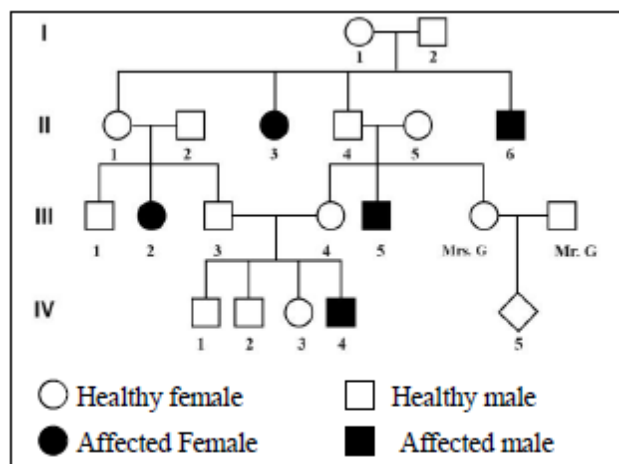 I
1 2
II
1 2 3 4 5 6
III
1 2 3 4 5 Mrs. G Mr. G
IV
1 2 3 4 5
Healthy female Healthy male
Affected Female Affected male